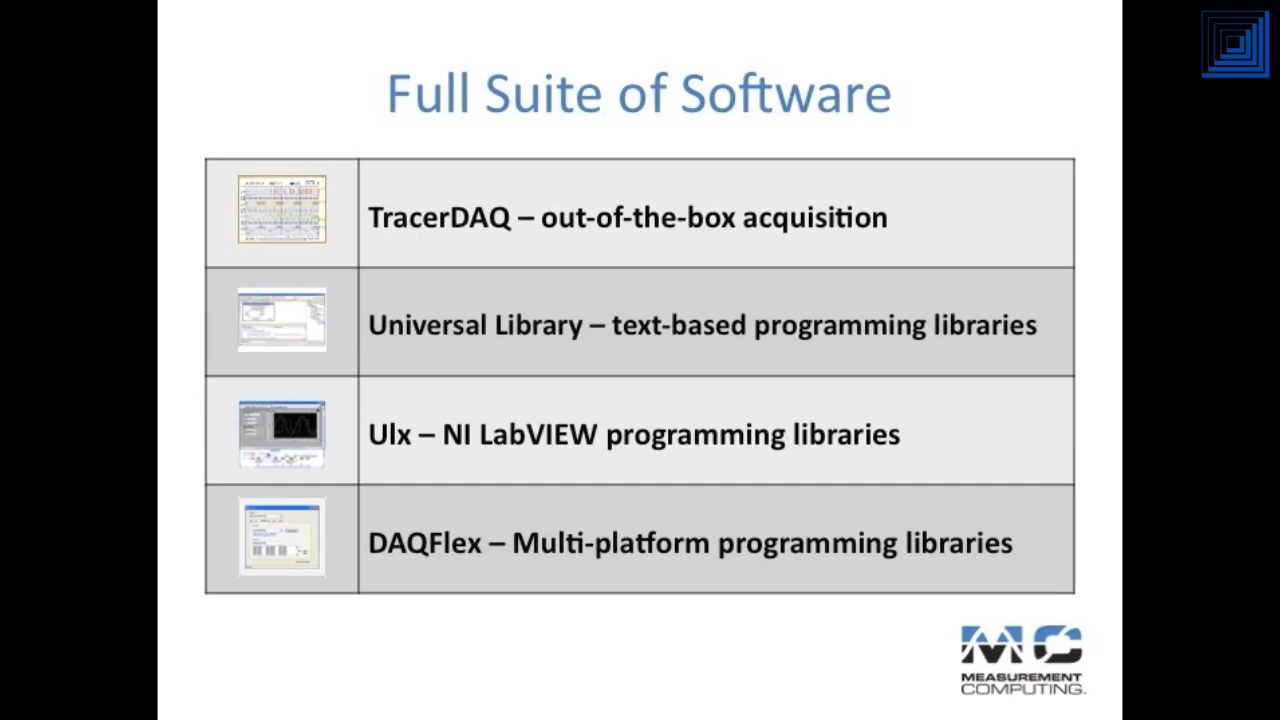 Full Suite of Software
TracerDAQ – out-of-the-box acquisition
Universal Library – text-based programming libraries
Ulx – NI LabVIEW programming libraries
DAQFlex – Multi-platform programming libraries
MC
MEASUREMENT
COMPUTING.